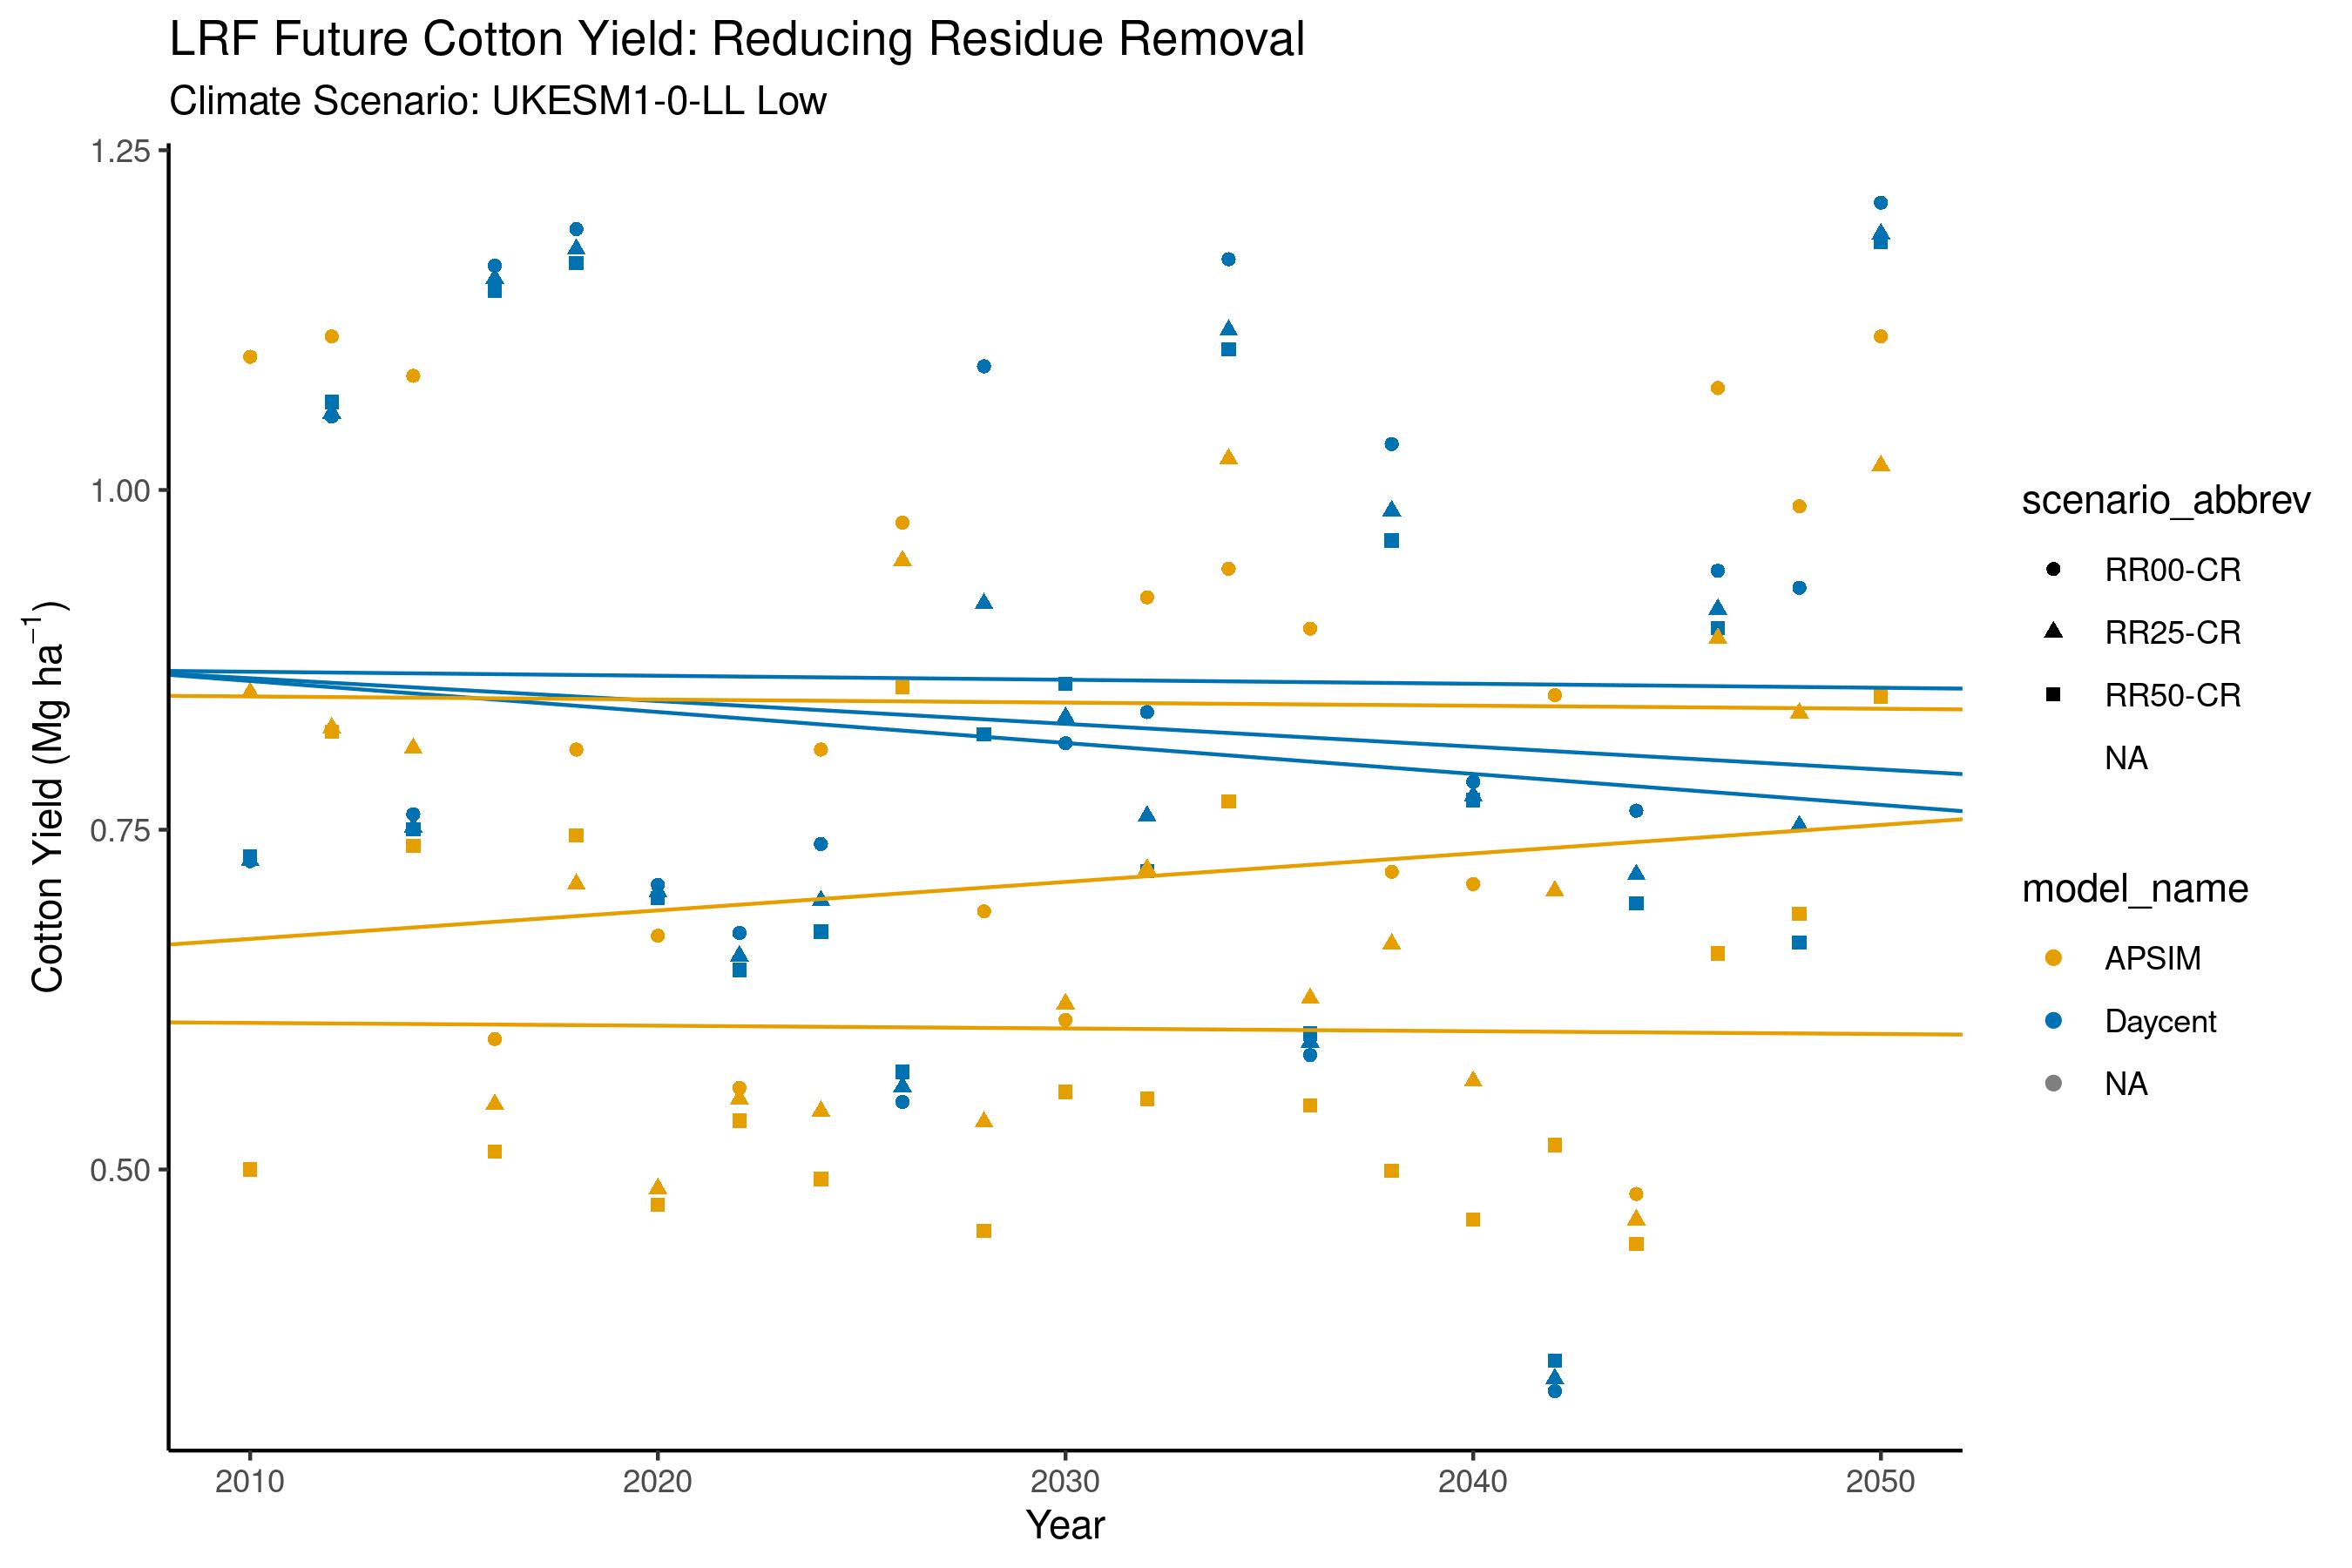 LRF Future Cotton Yield: Reducing Residue Removal
Climate Scenario: UKESM1-0-LL Low
Cotton Yield (Mg ha⁻¹)
1.25
1.00
0.75
0.50
2010
2020
2030
2040
2050
Year
scenario_abbrev
RR00-CR
RR25-CR
RR50-CR
NA
model_name
APSIM
Daycent
NA